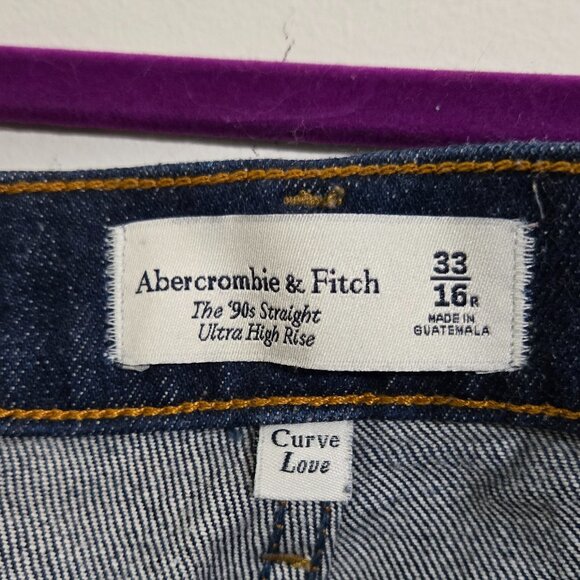 Abercrombie & Fitch
The '90s Straight
Ultra High Rise
33
16R
MADE IN
GUATEMALA
Curve
Love